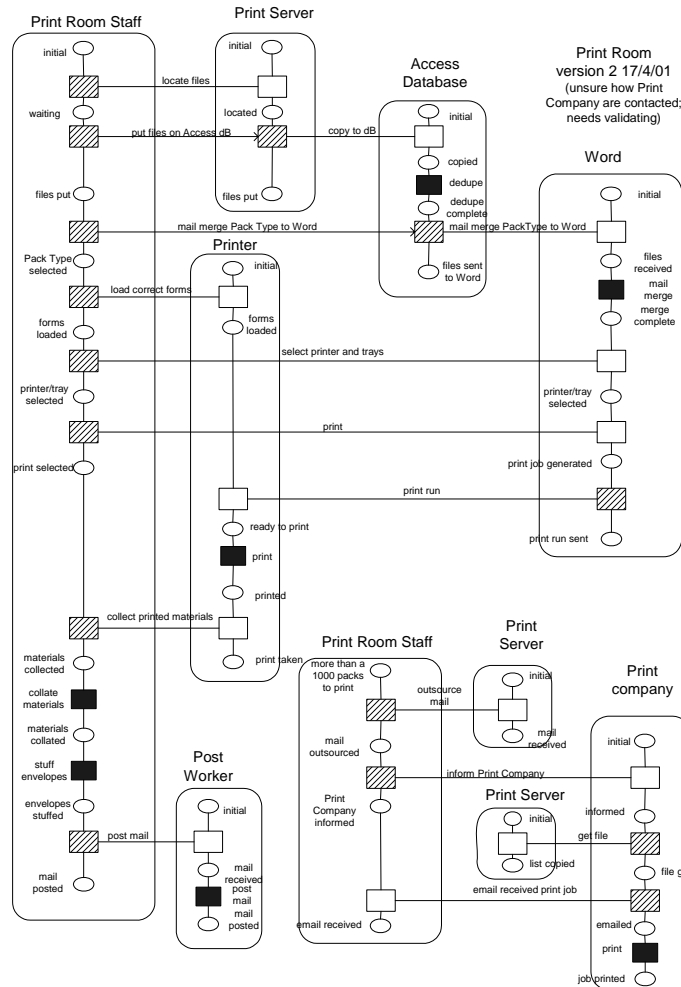 Print Room Staff
initial
locate files
waiting
put files on Access dB
files put
mail merge Pack Type to Word
Pack Type
selected
load correct forms
forms
loaded
select printer and trays
printer/tray
selected
print
print selected
collect printed materials
materials
collected
collate
materials
materials
collated
stuff
envelopes
envelopes
stuffed
post mail
mail
posted
Print Server
initial
located
copy to dB
files put
Access
Database
initial
copied
dedupe
dedupe
complete
mail merge PackType to Word
files sent
to Word
Print Room
version 2 17/4/01
(unsure how Print
Company are contacted;
needs validating)
Word
initial
files
received
mail
merge
merge
complete
printer/tray
selected
print job generated
print run
print run sent
Printer
initial
forms
loaded
ready to print
print
printed
print taken
Post
Worker
initial
mail
received
post
mail
mail
posted
Print Room Staff
more than a
1000 packs
to print
outsource
mail
mail
outsourced
inform Print Company
Print
Company
informed
email received print job
email received
Print
Server
initial
mail
received
Print Server
initial
get file
list copied
Print
company
initial
informed
emailed
print
job printed